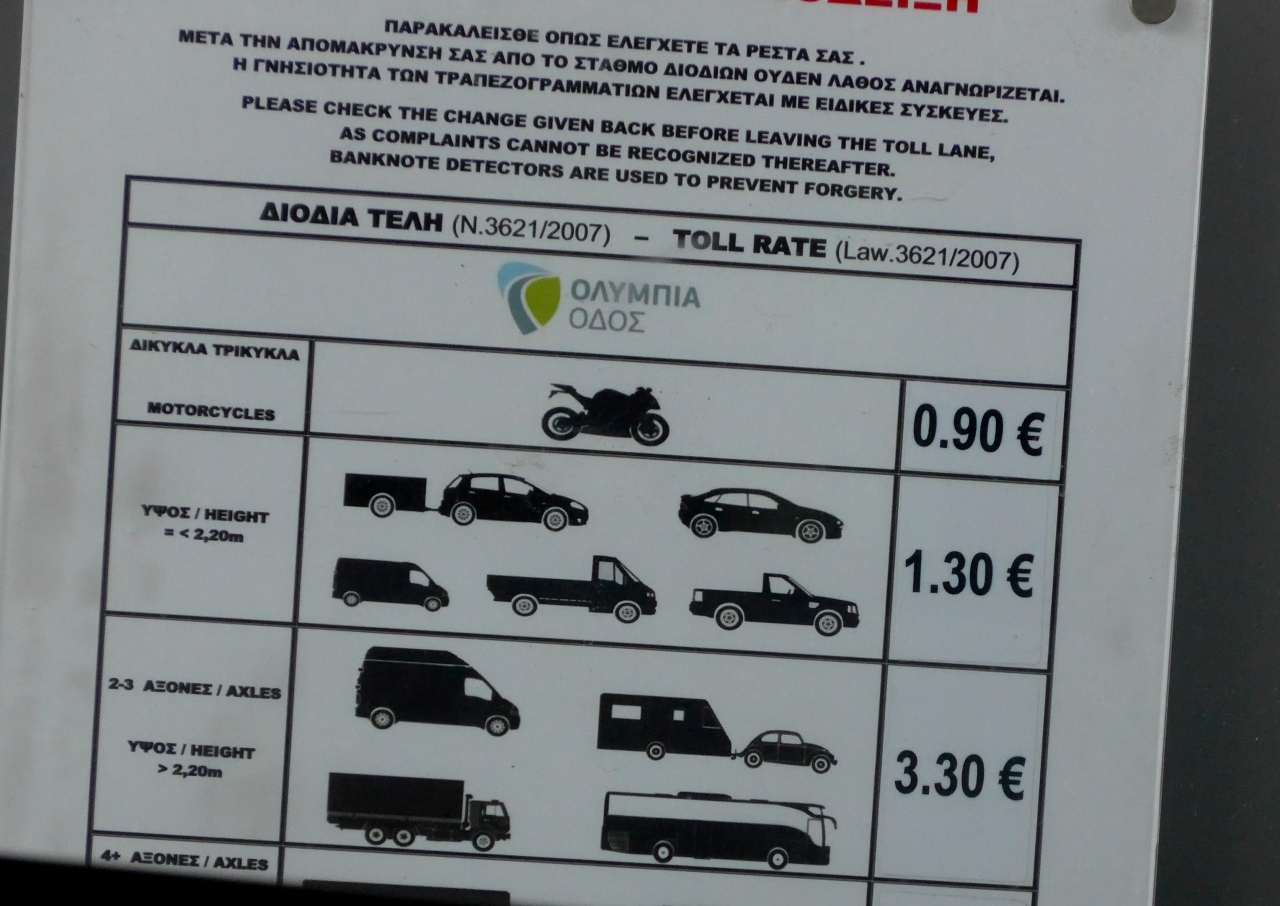 ΠΑΡΑΚΑΛΕΙΣΘΕ ΟΠΩΣ ΕΛΕΓΧΕΤΕ ΤΑ ΡΕΣΤΑ ΣΑΣ .
ΜΕΤΑ ΤΗΝ ΑΠΟΜΑΚΡΥΝΣΗ ΣΑΣ ΑΠΟ ΤΟ ΣΤΑΘΜΟ ΔΙΟΔΙΩΝ ΟΥΔΕΝ ΛΑΘΟΣ ΑΝΑΓΝΩΡΙΖΕΤΑΙ.
Η ΓΝΗΣΙΟΤΗΤΑ ΤΩΝ ΤΡΑΠΕΖΟΓΡΑΜΜΑΤΙΩΝ ΕΛΕΓΧΕΤΑΙ ΜΕ ΕΙΔΙΚΕΣ ΣΥΣΚΕΥΕΣ.
PLEASE CHECK THE CHANGE GIVEN BACK BEFORE LEAVING THE TOLL LANE,
AS COMPLAINTS CANNOT BE RECOGNIZED THEREAFTER.
BANKNOTE DETECTORS ARE USED TO PREVENT FORGERY.
ΔΙΟΔΙΑ ΤΕΛΗ (Ν.3621/2007) – TOLL RATE (Law.3621/2007)
ΟΛΥΜΠΙΑ
ΟΔΟΣ
ΔΙΚΥΚΛΑ ΤΡΙΚΥΚΛΑ
MOTORCYCLES
0.90 €
ΥΨΟΣ / HEIGHT
= < 2,20m
1.30 €
2-3 ΑΞΟΝΕΣ / AXLES
ΥΨΟΣ / HEIGHT
> 2,20m
3.30 €
4+ ΑΞΟΝΕΣ / AXLES